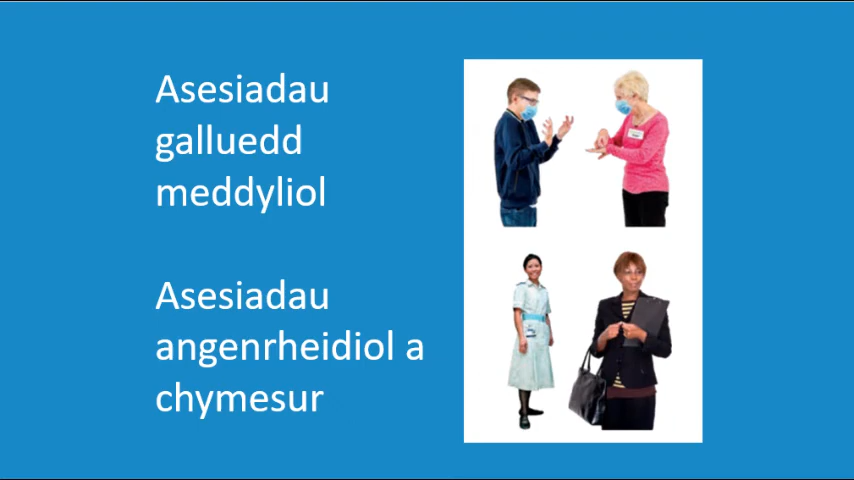 Asesiadau
galluedd
meddyliol
Asesiadau
angenrheidiol a
chymesur